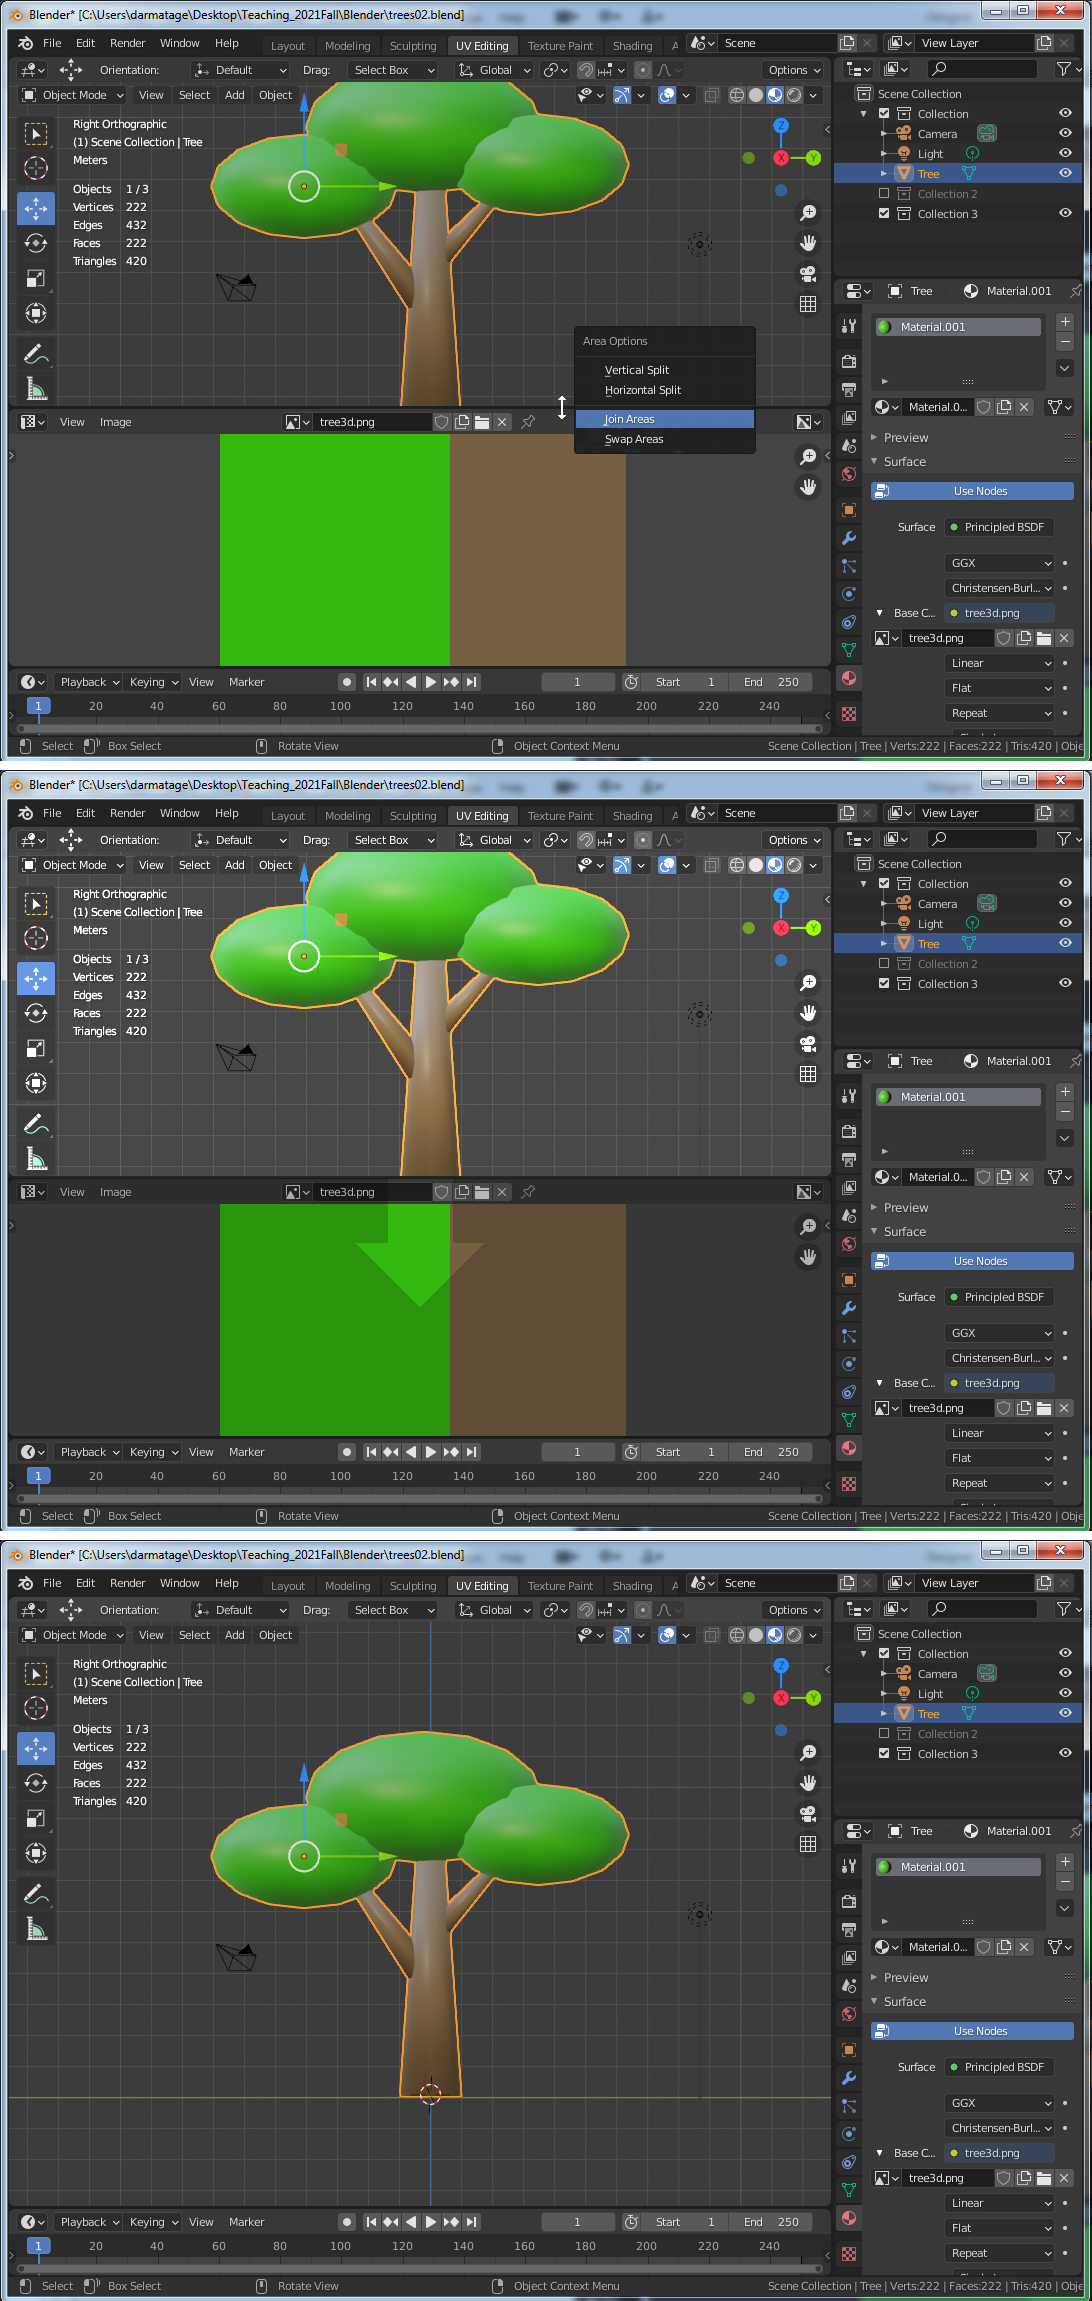 Blender* [C:\Users\darmatage\Desktop\Teaching_2021Fall\Blender\trees02.blend]
File Edit Render Window Help Layout Modeling Sculpting UV Editing Texture Paint Shading A Scene View Layer
Orientation: Default Drag: Select Box Global Options
Object Mode View Select Add Object
Scene Collection
Collection
Camera
Light
Tree
Collection 2
Collection 3
Right Orthographic
(1) Scene Collection | Tree
Meters
Objects 1 / 3
Vertices 222
Edges 432
Faces 222
Triangles 420
Z
X Y
Area Options
Vertical Split
Horizontal Split
Join Areas
Swap Areas
View Image tree3d.png
Tree Material.001
Material.001
Material.0...
Preview
Surface
Use Nodes
Surface Principled BSDF
GGX
Christensen-Burl...
Base C... tree3d.png
tree3d.png
Linear
Flat
Repeat
Playback Keying View Marker 1 Start 1 End 250
1 20 40 60 80 100 120 140 160 180 200 220 240
Select Box Select Rotate View Object Context Menu Scene Collection | Tree | Verts:222 | Faces:222 | Tris:420 | Obje
Blender* [C:\Users\darmatage\Desktop\Teaching_2021Fall\Blender\trees02.blend]
File Edit Render Window Help Layout Modeling Sculpting UV Editing Texture Paint Shading A Scene View Layer
Orientation: Default Drag: Select Box Global Options
Object Mode View Select Add Object
Scene Collection
Collection
Camera
Light
Tree
Collection 2
Collection 3
Right Orthographic
(1) Scene Collection | Tree
Meters
Objects 1 / 3
Vertices 222
Edges 432
Faces 222
Triangles 420
Z
X Y
View Image tree3d.png
Tree Material.001
Material.001
Material.0...
Preview
Surface
Use Nodes
Surface Principled BSDF
GGX
Christensen-Burl...
Base C... tree3d.png
tree3d.png
Linear
Flat
Repeat
Playback Keying View Marker 1 Start 1 End 250
1 20 40 60 80 100 120 140 160 180 200 220 240
Select Box Select Rotate View Object Context Menu Scene Collection | Tree | Verts:222 | Faces:222 | Tris:420 | Obje
Blender* [C:\Users\darmatage\Desktop\Teaching_2021Fall\Blender\trees02.blend]
File Edit Render Window Help Layout Modeling Sculpting UV Editing Texture Paint Shading A Scene View Layer
Orientation: Default Drag: Select Box Global Options
Object Mode View Select Add Object
Scene Collection
Collection
Camera
Light
Tree
Collection 2
Collection 3
Right Orthographic
(1) Scene Collection | Tree
Meters
Objects 1 / 3
Vertices 222
Edges 432
Faces 222
Triangles 420
Z
X Y
Tree Material.001
Material.001
Material.0...
Preview
Surface
Use Nodes
Surface Principled BSDF
GGX
Christensen-Burl...
Base C... tree3d.png
tree3d.png
Linear
Flat
Repeat
Playback Keying View Marker 1 Start 1 End 250
1 20 40 60 80 100 120 140 160 180 200 220 240
Select Box Select Rotate View Object Context Menu Scene Collection | Tree | Verts:222 | Faces:222 | Tris:420 | Obje